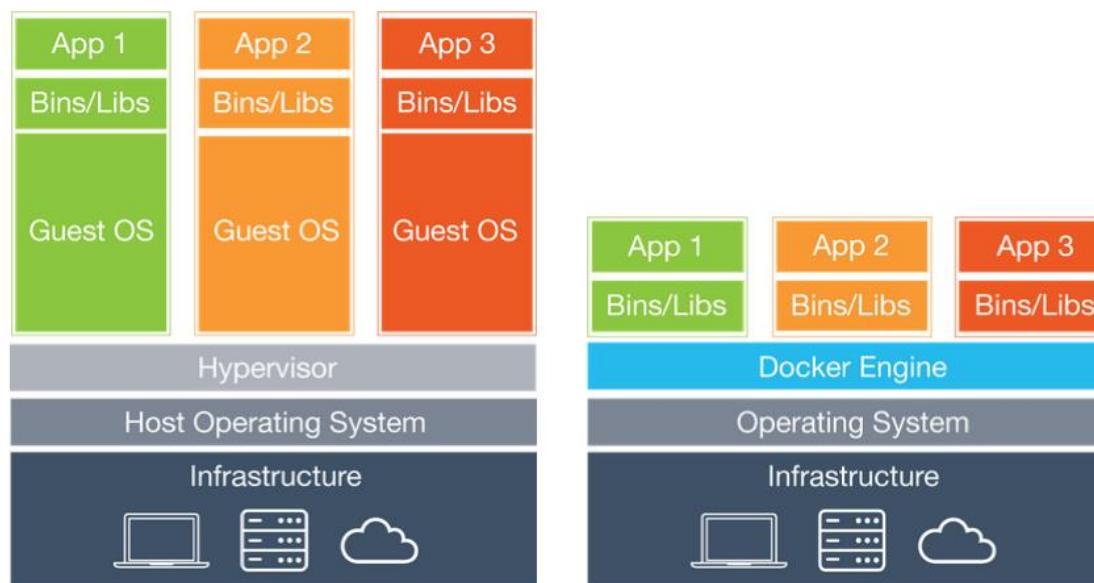 App 1
App 2
App 3
Bins/Libs
Bins/Libs
Bins/Libs
Guest OS
Guest OS
Guest OS
Hypervisor
Host Operating System
Infrastructure
App 1
App 2
App 3
Bins/Libs
Bins/Libs
Bins/Libs
Docker Engine
Operating System
Infrastructure